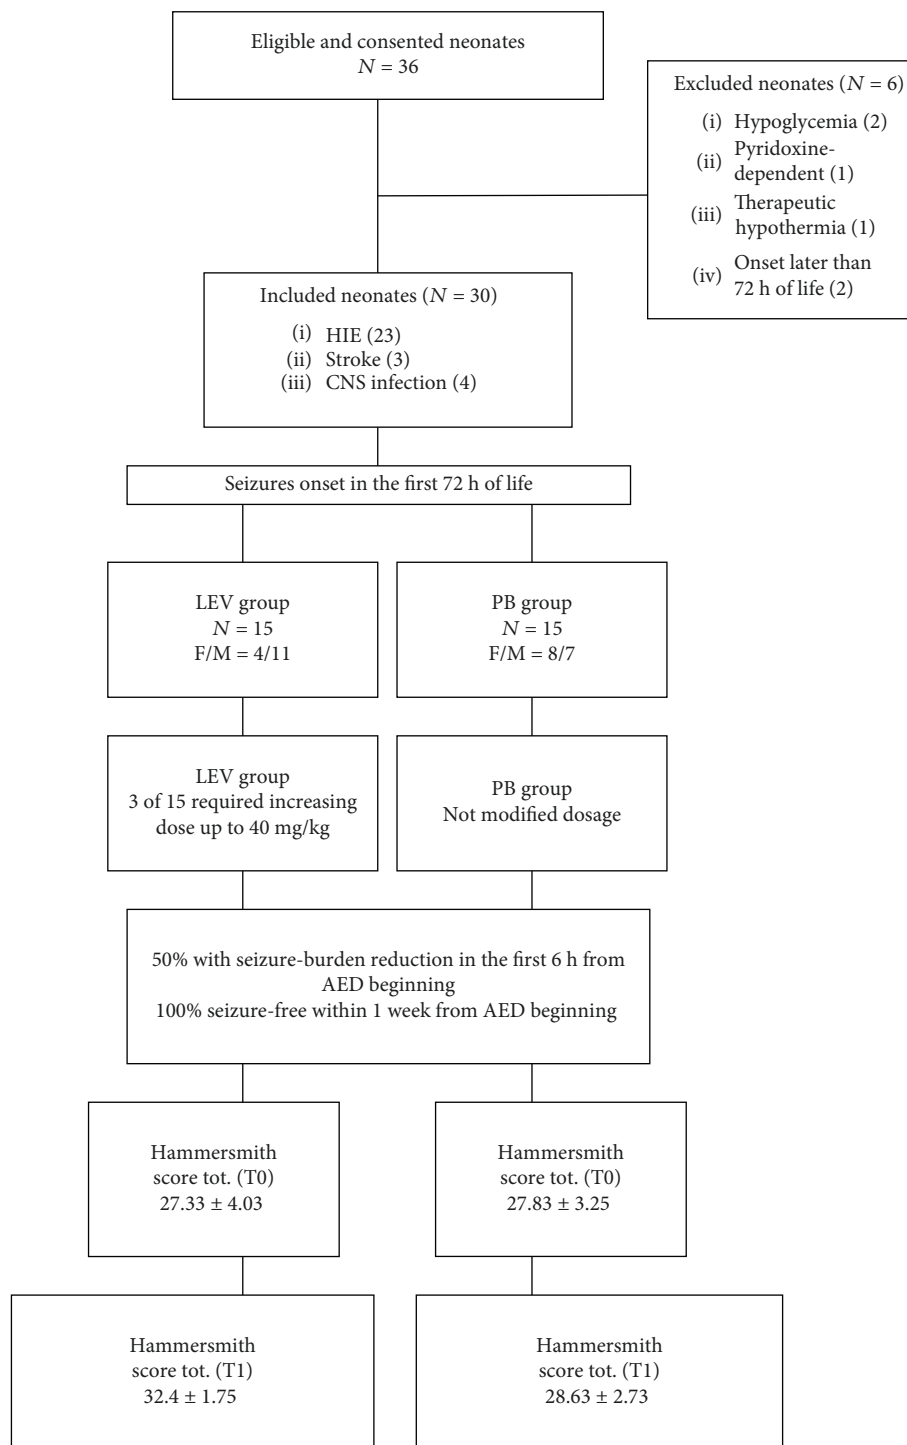 Eligible and consented neonates
N = 36
Excluded neonates (N = 6)
(i) Hypoglycemia (2)
(ii) Pyridoxine-
dependent (1)
(iii) Therapeutic
hypothermia (1)
(iv) Onset later than
72 h of life (2)
Included neonates (N = 30)
(i) HIE (23)
(ii) Stroke (3)
(iii) CNS infection (4)
Seizures onset in the first 72 h of life
LEV group
N = 15
F/M = 4/11
PB group
N = 15
F/M = 8/7
LEV group
3 of 15 required increasing
dose up to 40 mg/kg
PB group
Not modified dosage
50% with seizure-burden reduction in the first 6 h from
AED beginning
100% seizure-free within 1 week from AED beginning
Hammersmith
score tot. (T0)
27.33 ± 4.03
Hammersmith
score tot. (T0)
27.83 ± 3.25
Hammersmith
score tot. (T1)
32.4 ± 1.75
Hammersmith
score tot. (T1)
28.63 ± 2.73